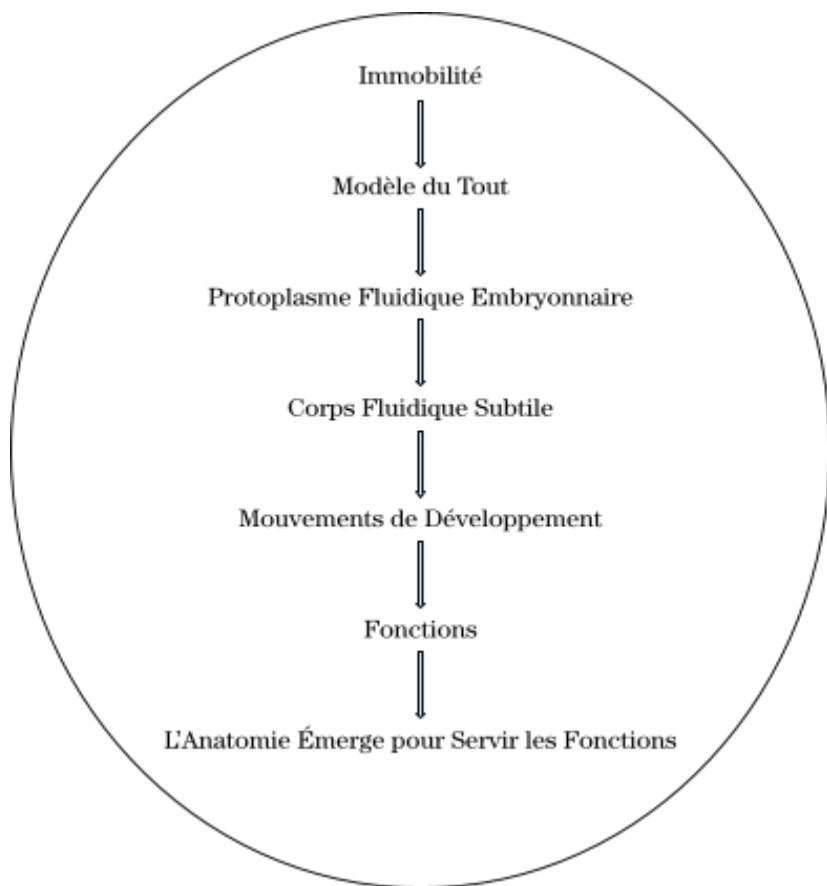 Immobilité
Modèle du Tout
Protoplasme Fluidique Embryonnaire
Corps Fluidique Subtile
Mouvements de Développement
Fonctions
L'Anatomie Émerge pour Servir les Fonctions